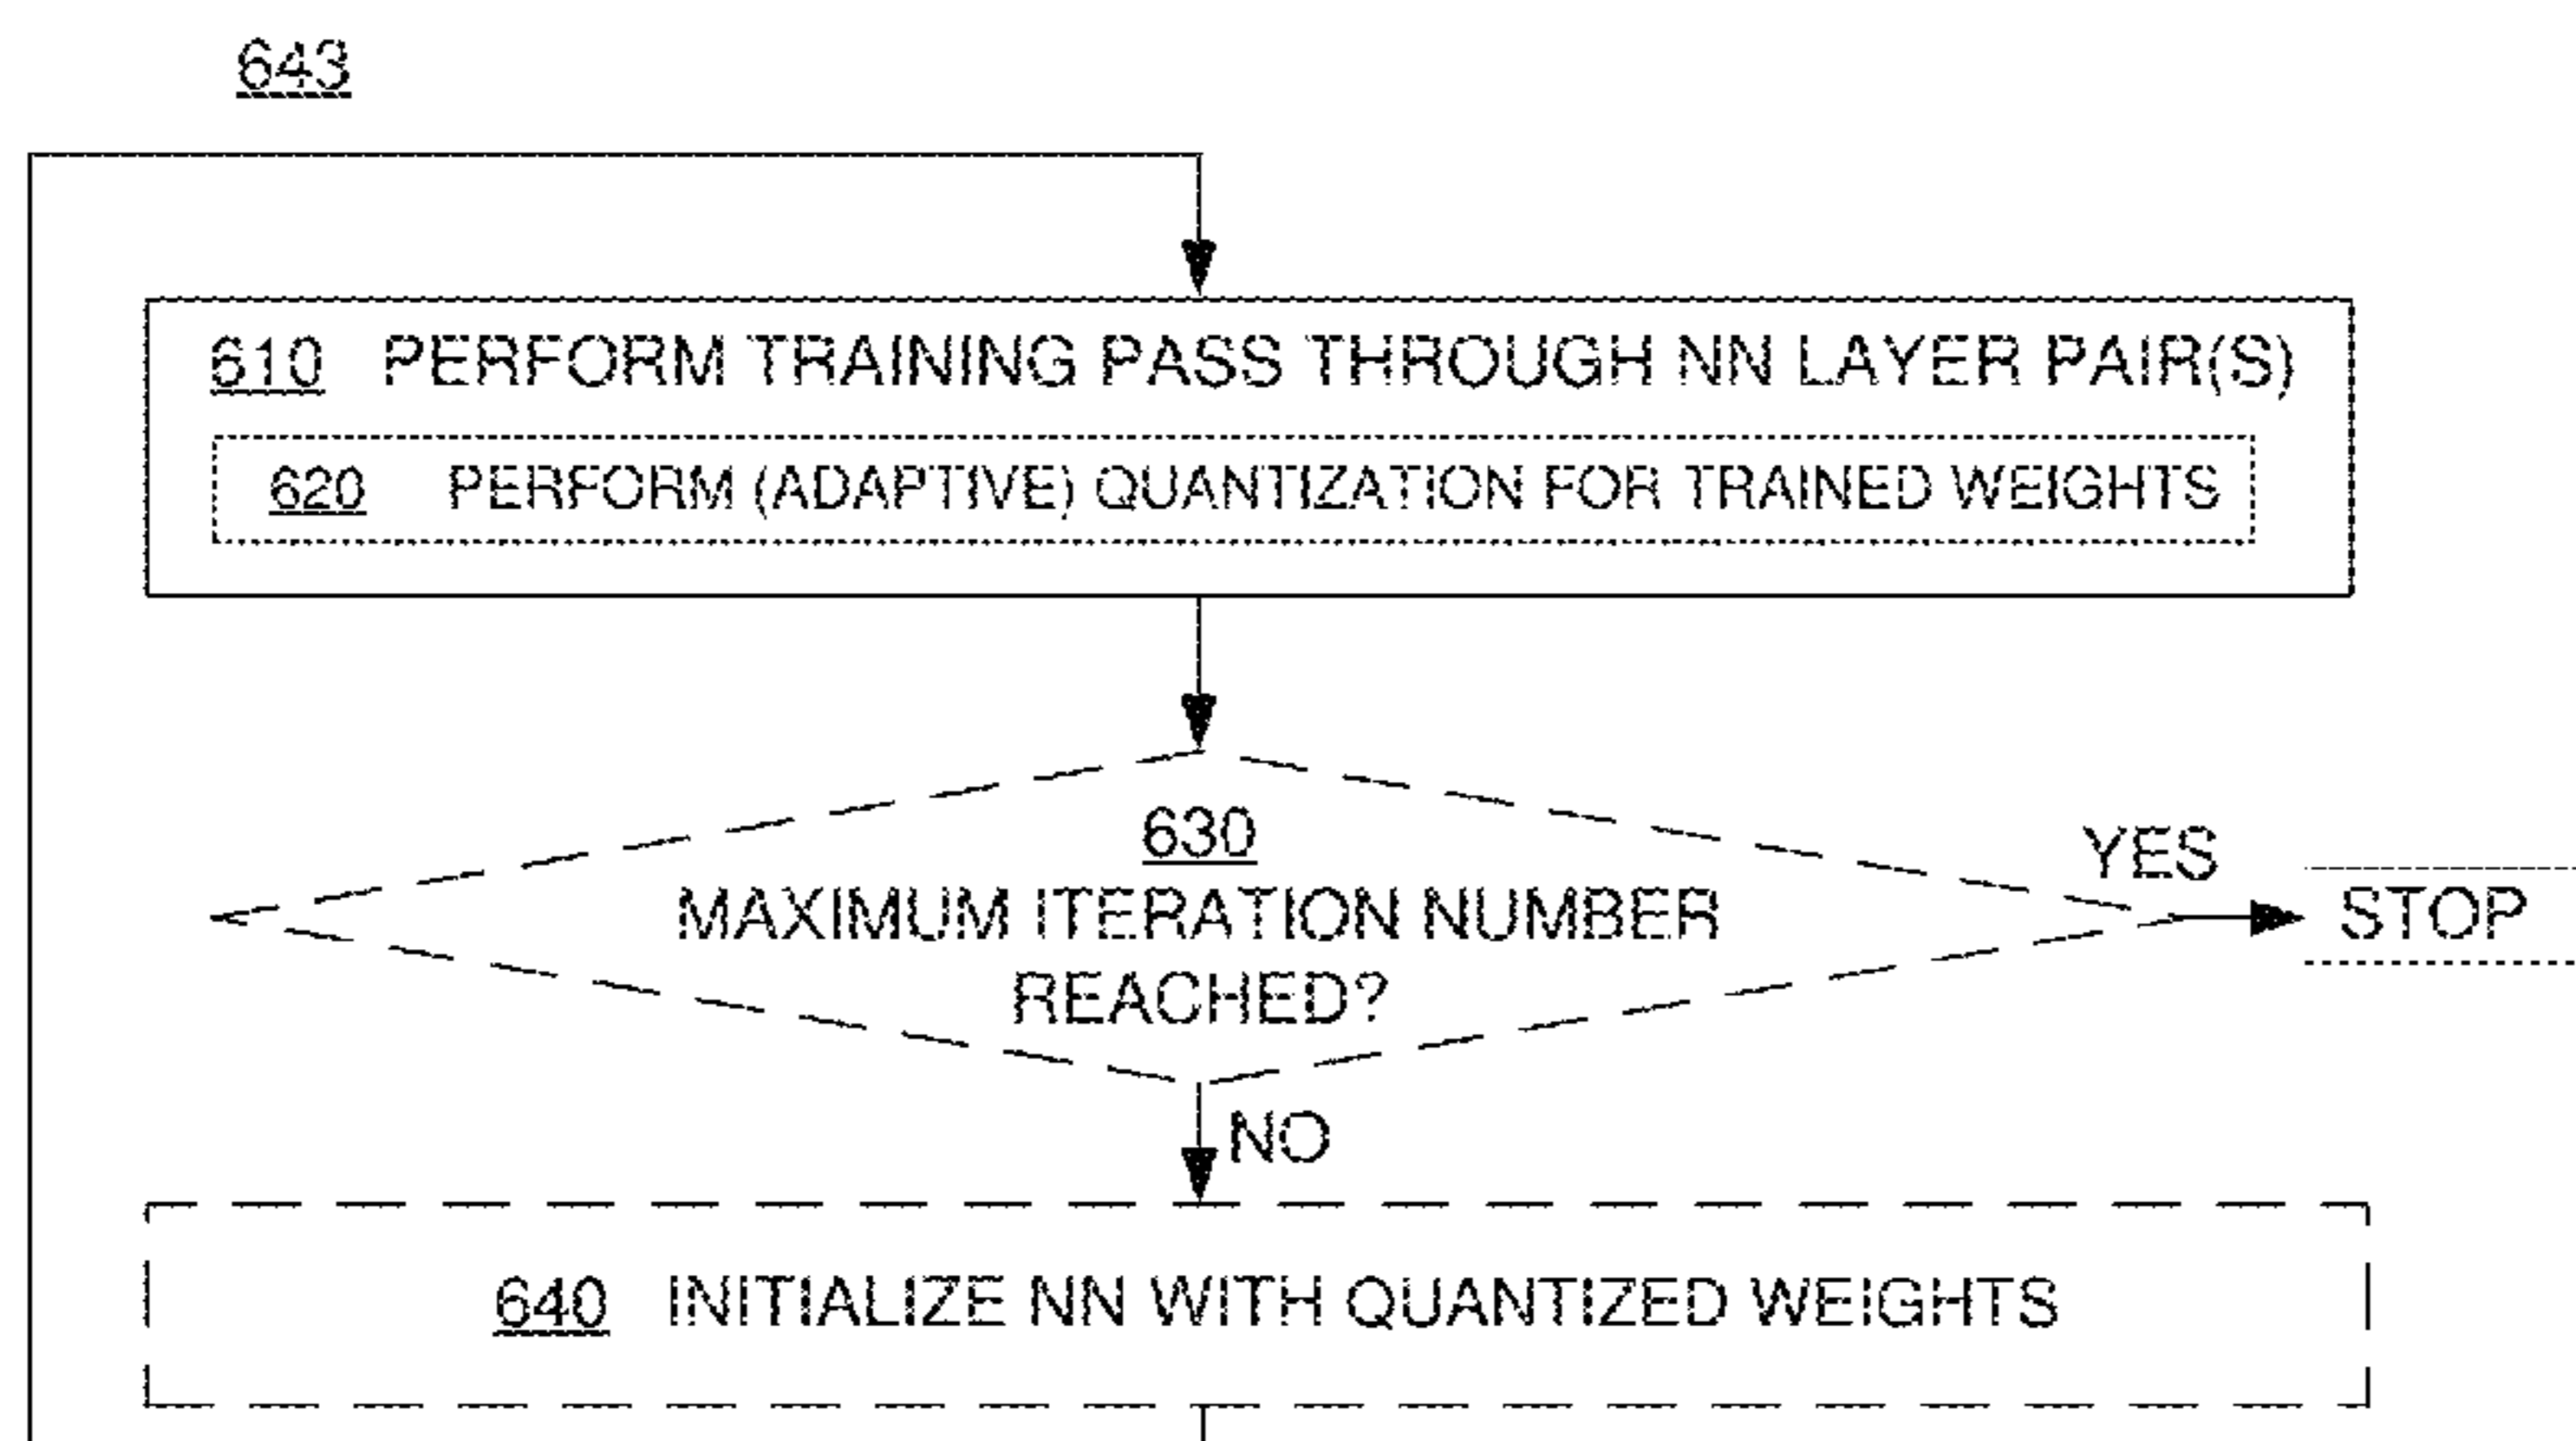 643
610 PERFORM TRAINING PASS THROUGH NN LAYER PAIR(S)
620 PERFORM (ADAPTIVE) QUANTIZATION FOR TRAINED WEIGHTS
630
MAXIMUM ITERATION NUMBER
REACHED?
YES
STOP
NO
640 INITIALIZE NN WITH QUANTIZED WEIGHTS